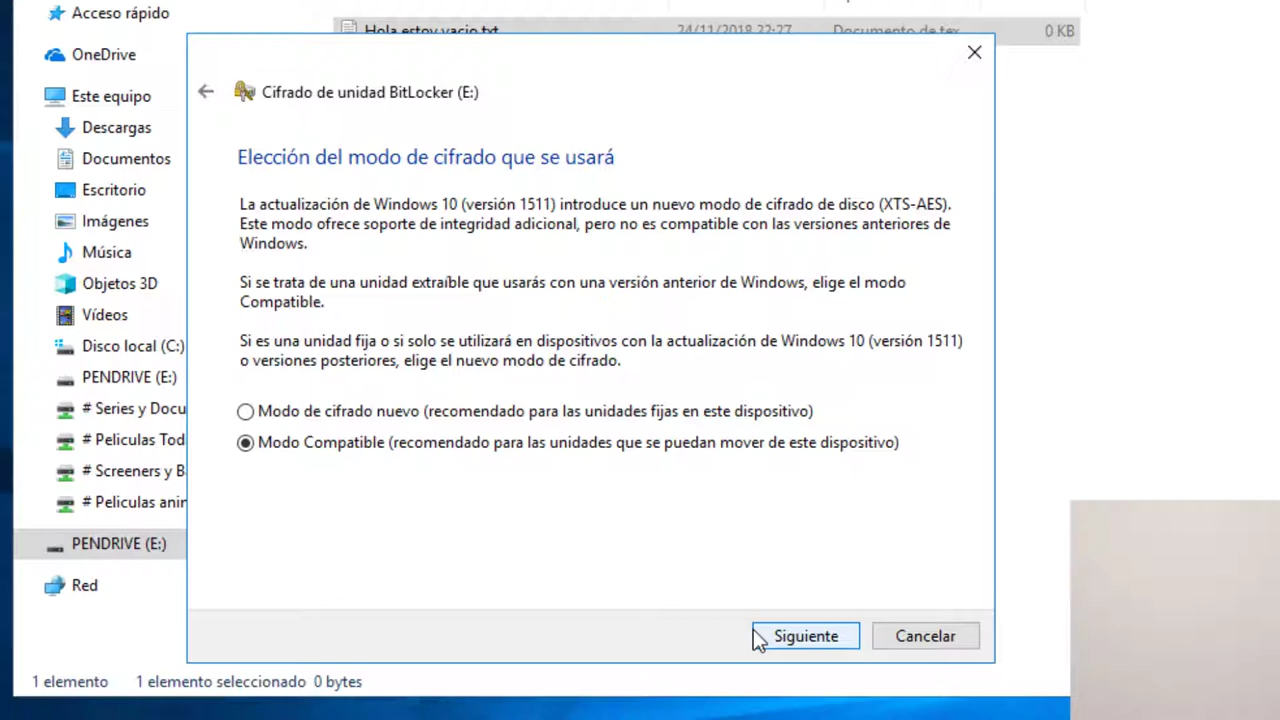 Acceso rápido
OneDrive
Este equipo
Descargas
Documentos
Escritorio
Imágenes
Música
Objetos 3D
Vídeos
Disco local (C:)
PENDRIVE (E:)
# Series y Docu
# Peliculas Tod
# Screeners y B
# Peliculas anin
PENDRIVE (E:)
Red
1 elemento 1 elemento seleccionado 0 bytes
Hola estoy vacio.txt 24/11/2018 22:27 Documento de tex 0 KB
Cifrado de unidad BitLocker (E:)
Elección del modo de cifrado que se usará
La actualización de Windows 10 (versión 1511) introduce un nuevo modo de cifrado de disco (XTS-AES).
Este modo ofrece soporte de integridad adicional, pero no es compatible con las versiones anteriores de
Windows.
Si se trata de una unidad extraíble que usarás con una versión anterior de Windows, elige el modo
Compatible.
Si es una unidad fija o si solo se utilizará en dispositivos con la actualización de Windows 10 (versión 1511)
o versiones posteriores, elige el nuevo modo de cifrado.
Modo de cifrado nuevo (recomendado para las unidades fijas en este dispositivo)
Modo Compatible (recomendado para las unidades que se puedan mover de este dispositivo)
Siguiente Cancelar